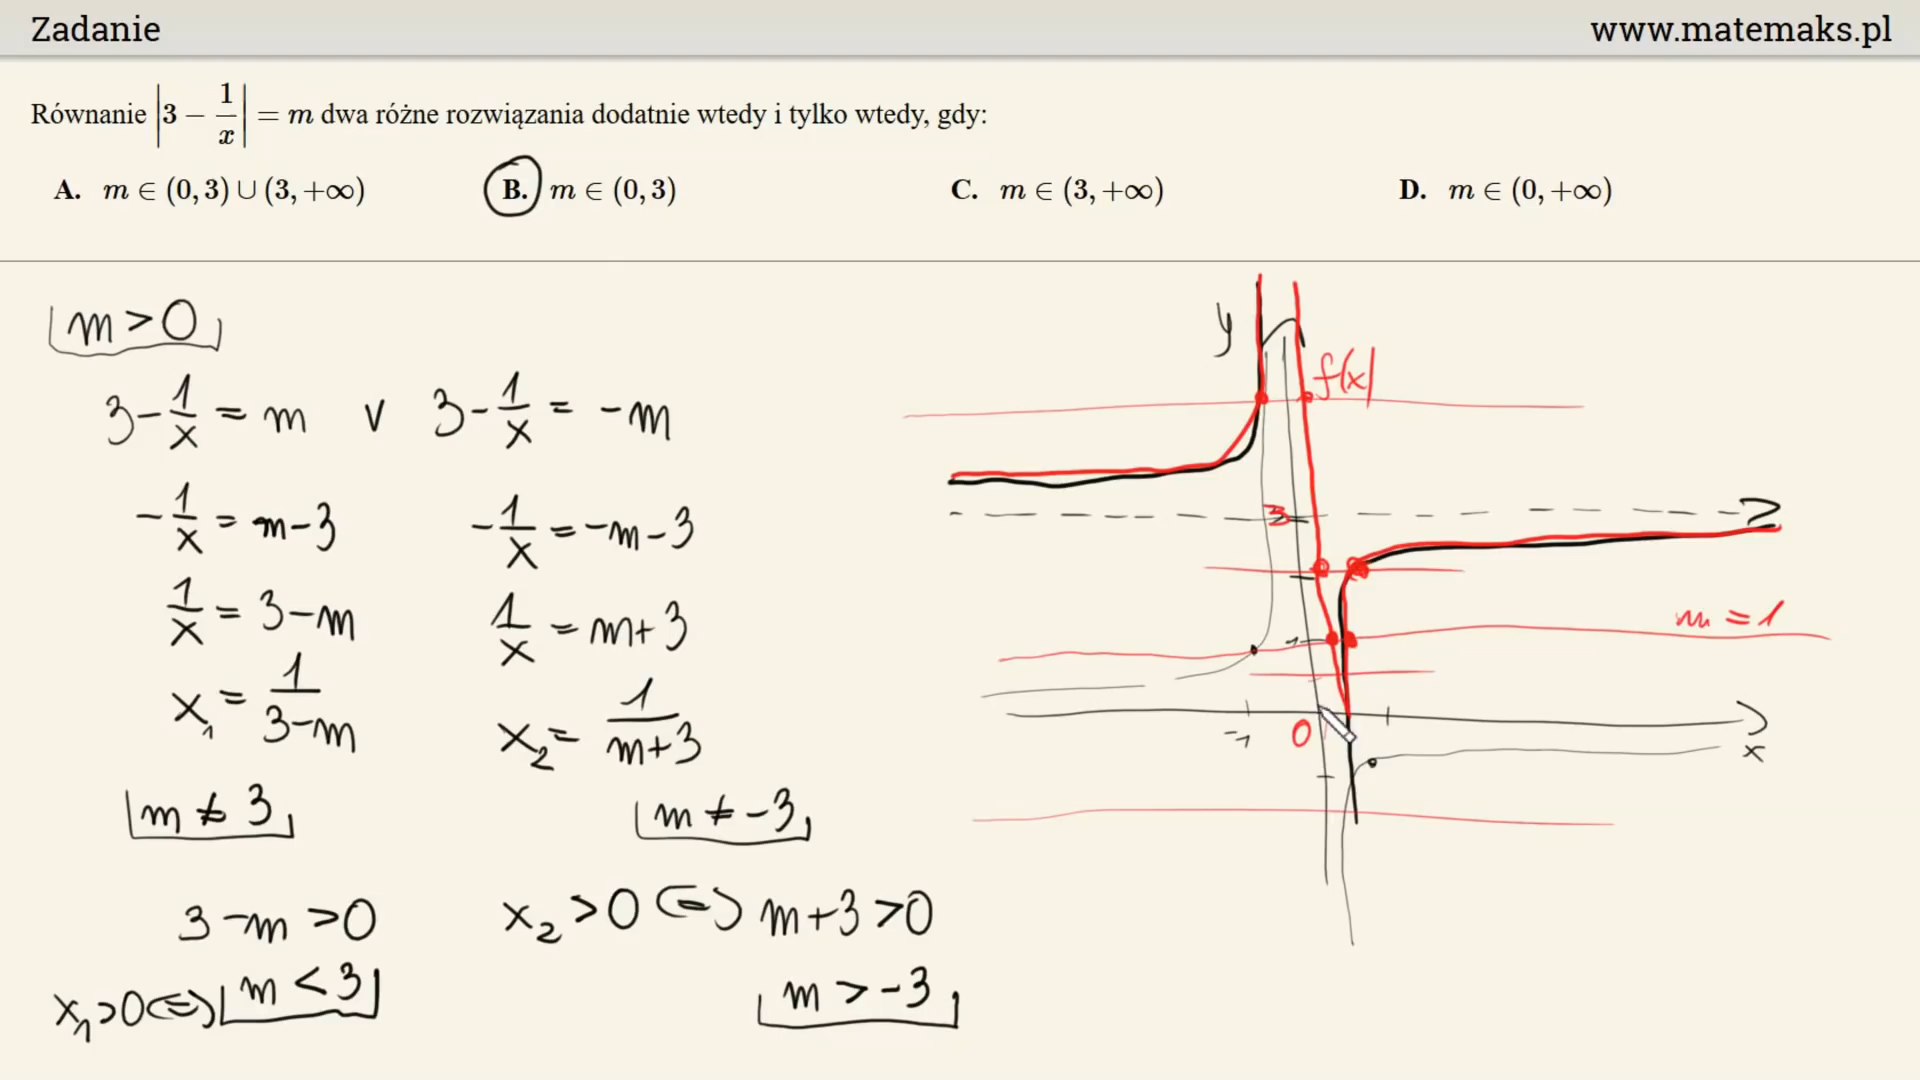 Zadanie
www.matemaks.pl
Równanie |3 − 1/x| = m dwa różne rozwiązania dodatnie wtedy i tylko wtedy, gdy:
A. m ∈ (0, 3) ∪ (3, +∞) B. m ∈ (0, 3) C. m ∈ (3, +∞) D. m ∈ (0, +∞)
m > 0
3 - 1/x = m v 3 - 1/x = -m
-1/x = m - 3 -1/x = -m - 3
1/x = 3 - m 1/x = m + 3
x₁ = 1/(3-m) x₂ = 1/(m+3)
m ≠ 3 m ≠ -3
3 - m > 0 x₂ > 0 (=) m + 3 > 0
x₁ > 0 (=) m < 3 m > -3
y
f(x)
3
m = 1
1
-1
0
x